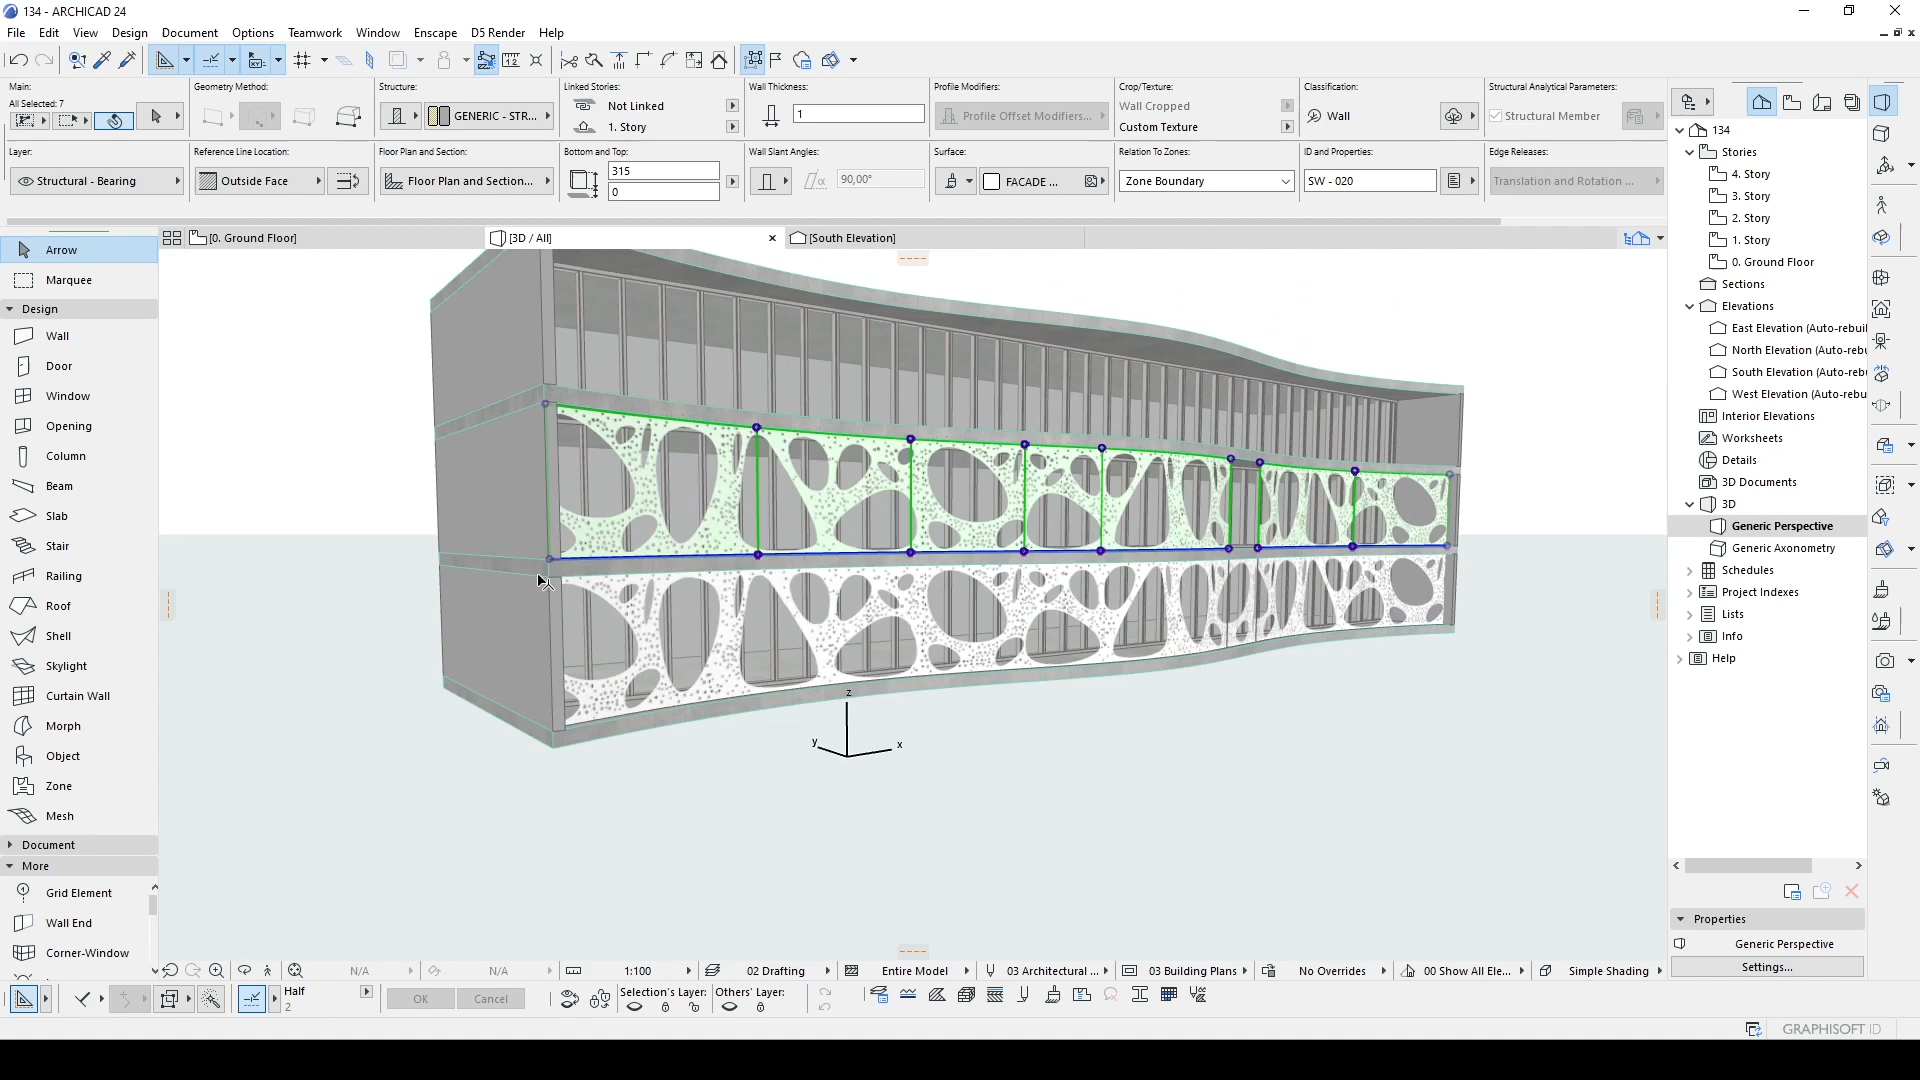 134 - ARCHICAD 24
File Edit View Design Document Options Teamwork Window Enscape D5 Render Help
Main:
All Selected: 7
Geometry Method:
Structure:
GENERIC - STR...
Linked Stories:
Not Linked
1. Story
Wall Thickness:
1
Profile Modifiers:
Profile Offset Modifiers...
Crop/Texture:
Wall Cropped
Custom Texture
Classification:
Wall
Structural Analytical Parameters:
Structural Member
Layer:
Structural - Bearing
Reference Line Location:
Outside Face
Floor Plan and Section:
Floor Plan and Section...
Bottom and Top:
315
0
Wall Slant Angles:
90,00°
Surface:
FACADE ...
Relation To Zones:
Zone Boundary
ID and Properties:
SW - 020
Edge Releases:
Translation and Rotation ...
[0. Ground Floor]
[3D / All]
[South Elevation]
Arrow
Marquee
Design
Wall
Door
Window
Opening
Column
Beam
Slab
Stair
Railing
Roof
Shell
Skylight
Curtain Wall
Morph
Object
Zone
Mesh
Document
More
Grid Element
Wall End
Corner-Window
z
y
x
134
Stories
4. Story
3. Story
2. Story
1. Story
0. Ground Floor
Sections
Elevations
East Elevation (Auto-rebuil
North Elevation (Auto-rebu
South Elevation (Auto-reb
West Elevation (Auto-rebu
Interior Elevations
Worksheets
Details
3D Documents
3D
Generic Perspective
Generic Axonometry
Schedules
Project Indexes
Lists
Info
Help
Properties
Generic Perspective
Settings...
N/A
N/A
1:100
02 Drafting
Entire Model
03 Architectural ...
03 Building Plans
No Overrides
00 Show All Ele...
Simple Shading
Half
2
OK
Cancel
Selection's Layer:
Others' Layer:
GRAPHISOFT ID